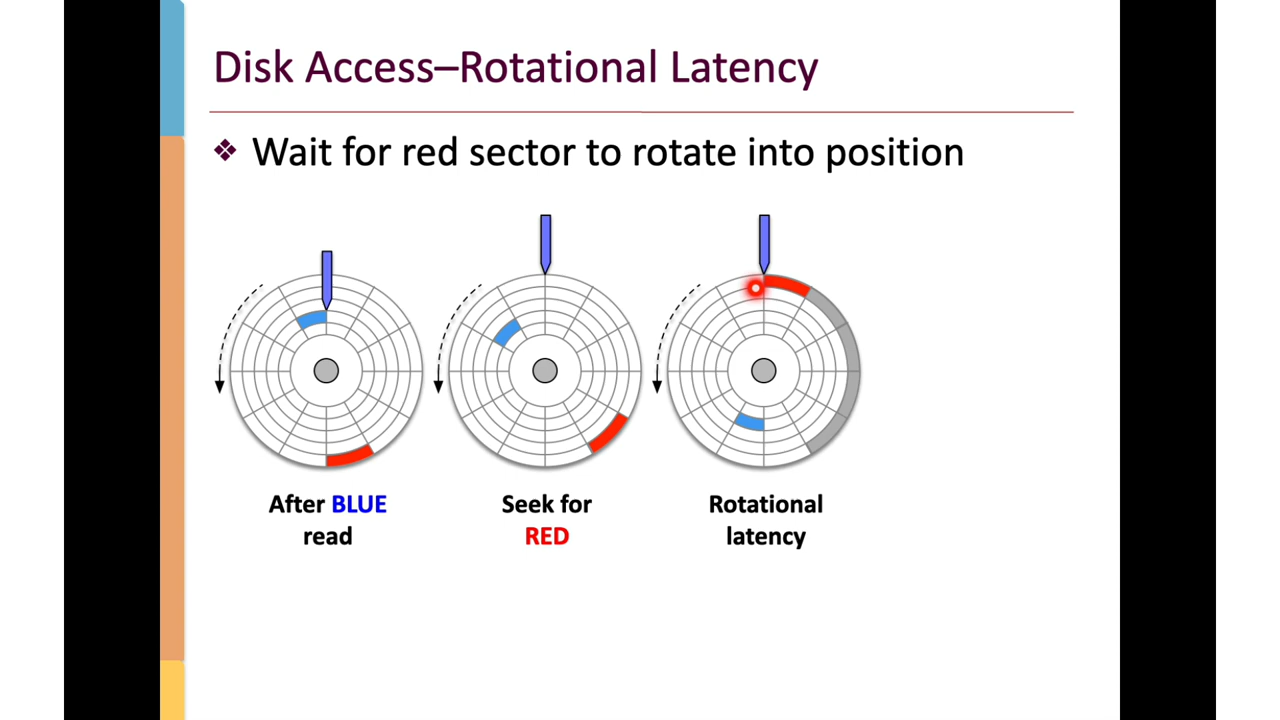 Disk Access–Rotational Latency
❖ Wait for red sector to rotate into position
After BLUE
read
Seek for
RED
Rotational
latency